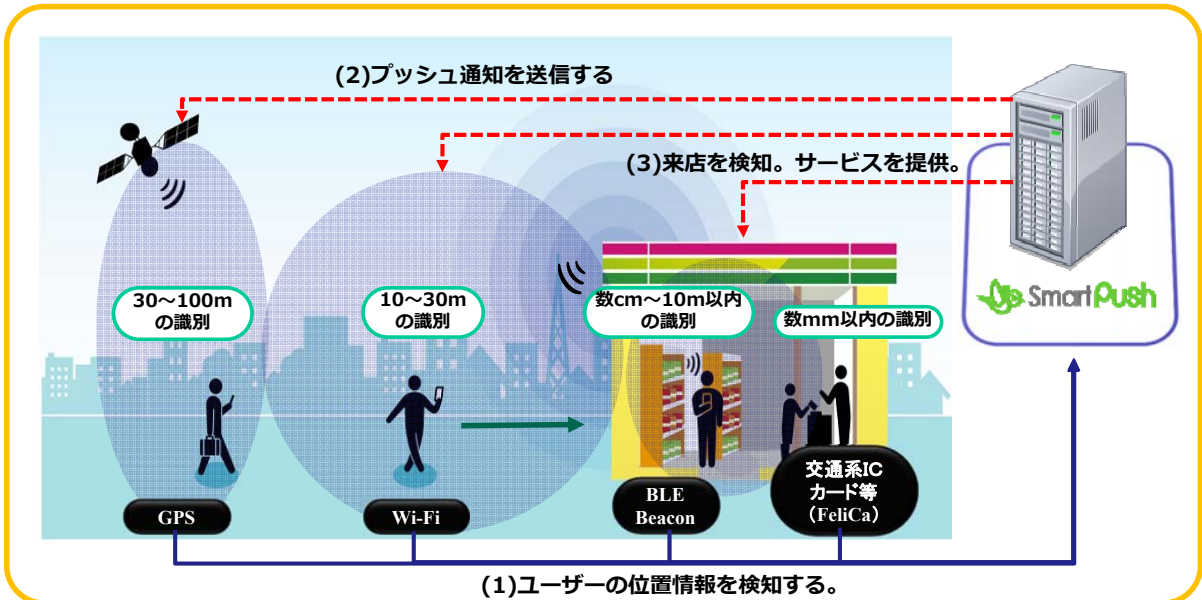 (2)プッシュ通知を送信する
(3)来店を検知。サービスを提供。
30～100m
の識別
10～30m
の識別
数cm～10m以内
の識別
数mm以内の識別
SmartPush
GPS
Wi-Fi
BLE
Beacon
交通系IC
カード等
（FeliCa）
(1)ユーザーの位置情報を検知する。